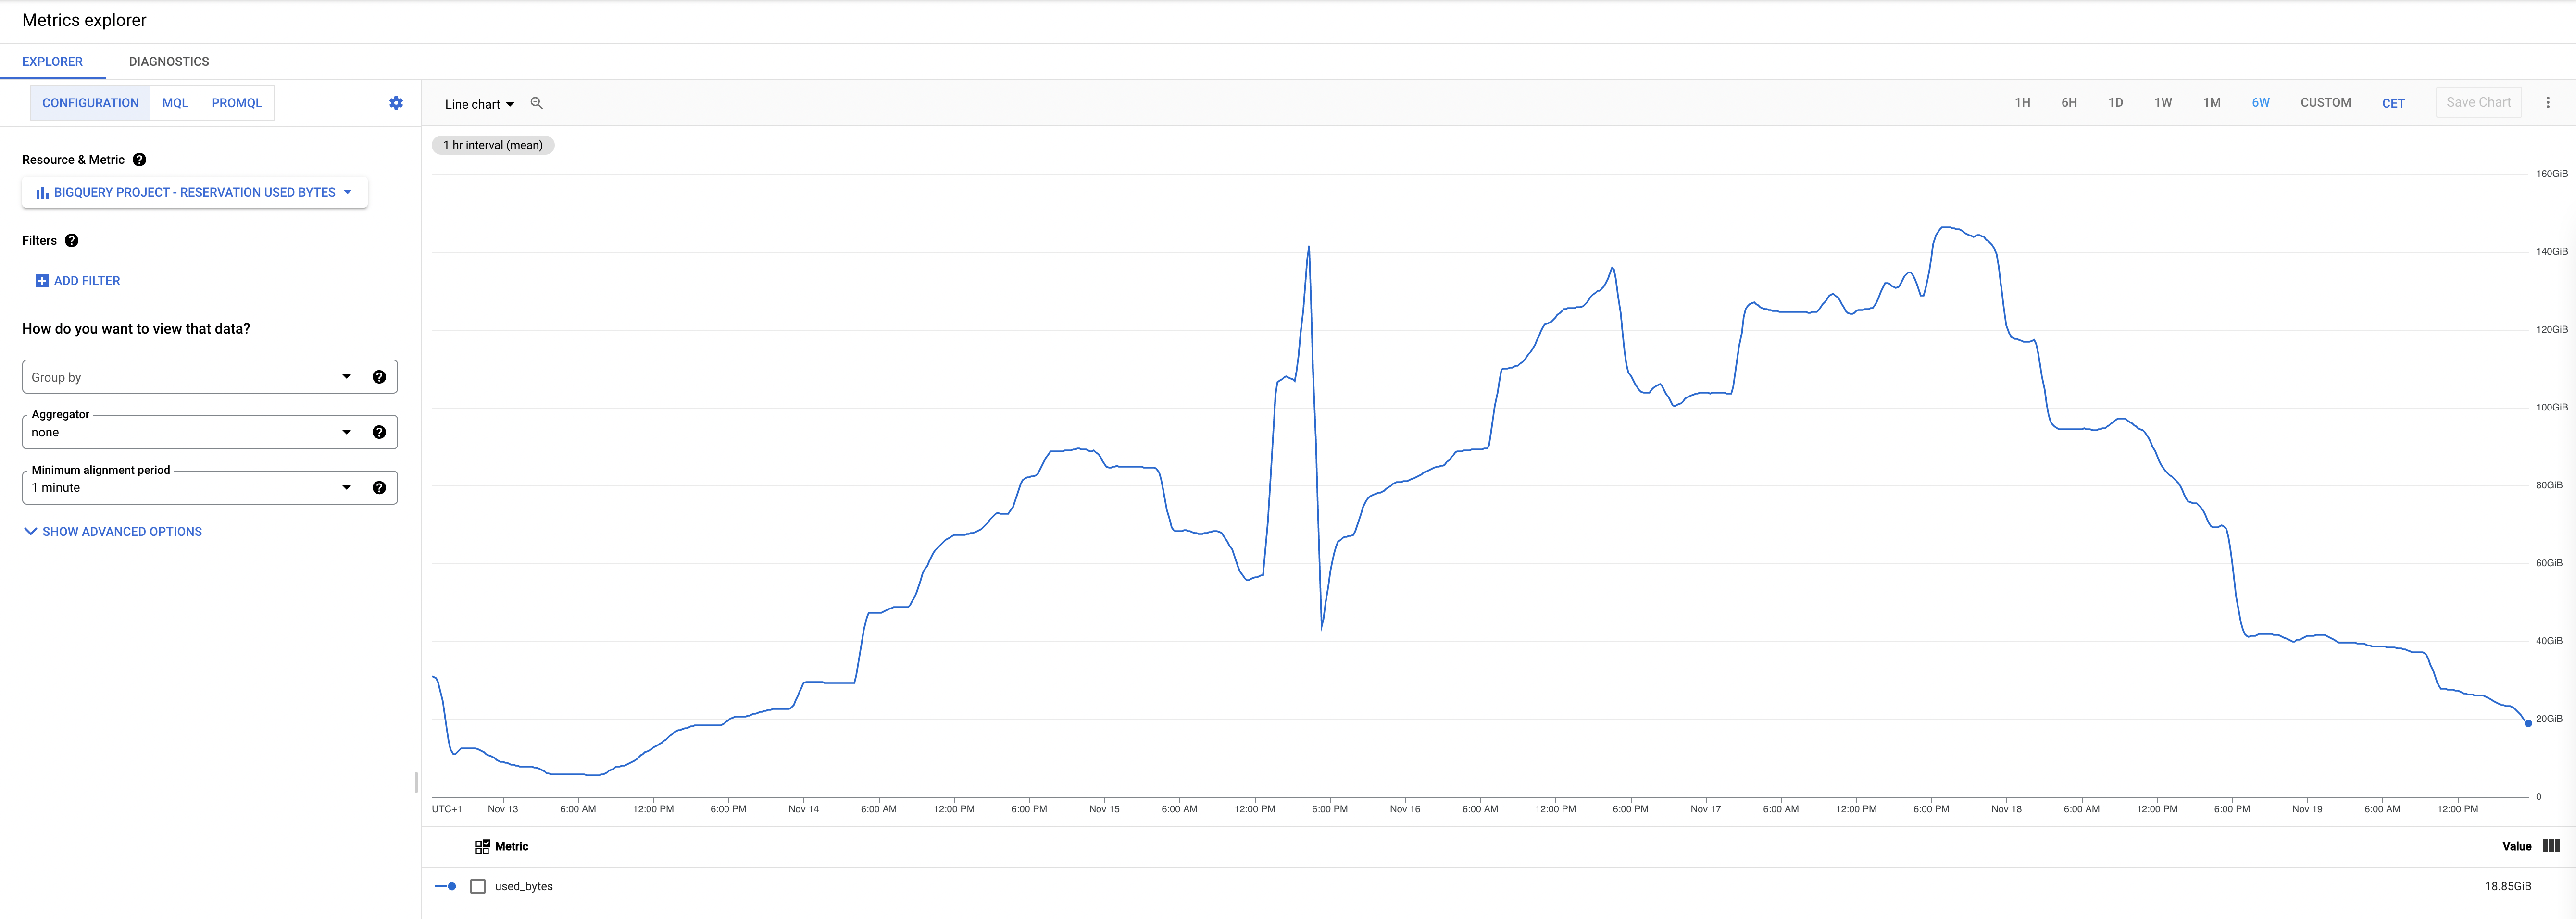 Metrics explorer
EXPLORER DIAGNOSTICS
CONFIGURATION MQL PROMQL
Line chart 1H 6H 1D 1W 1M 6W CUSTOM CET Save Chart
1 hr interval (mean)
Resource & Metric
BIGQUERY PROJECT - RESERVATION USED BYTES
Filters
ADD FILTER
How do you want to view that data?
Group by
Aggregator
none
Minimum alignment period
1 minute
SHOW ADVANCED OPTIONS
160GiB
140GiB
120GiB
100GiB
80GiB
60GiB
40GiB
20GiB
0
UTC+1 Nov 13 6:00 AM 12:00 PM 6:00 PM Nov 14 6:00 AM 12:00 PM 6:00 PM Nov 15 6:00 AM 12:00 PM 6:00 PM Nov 16 6:00 AM 12:00 PM 6:00 PM Nov 17 6:00 AM 12:00 PM 6:00 PM Nov 18 6:00 AM 12:00 PM 6:00 PM Nov 19 6:00 AM 12:00 PM
Metric Value
used_bytes 18.85GiB